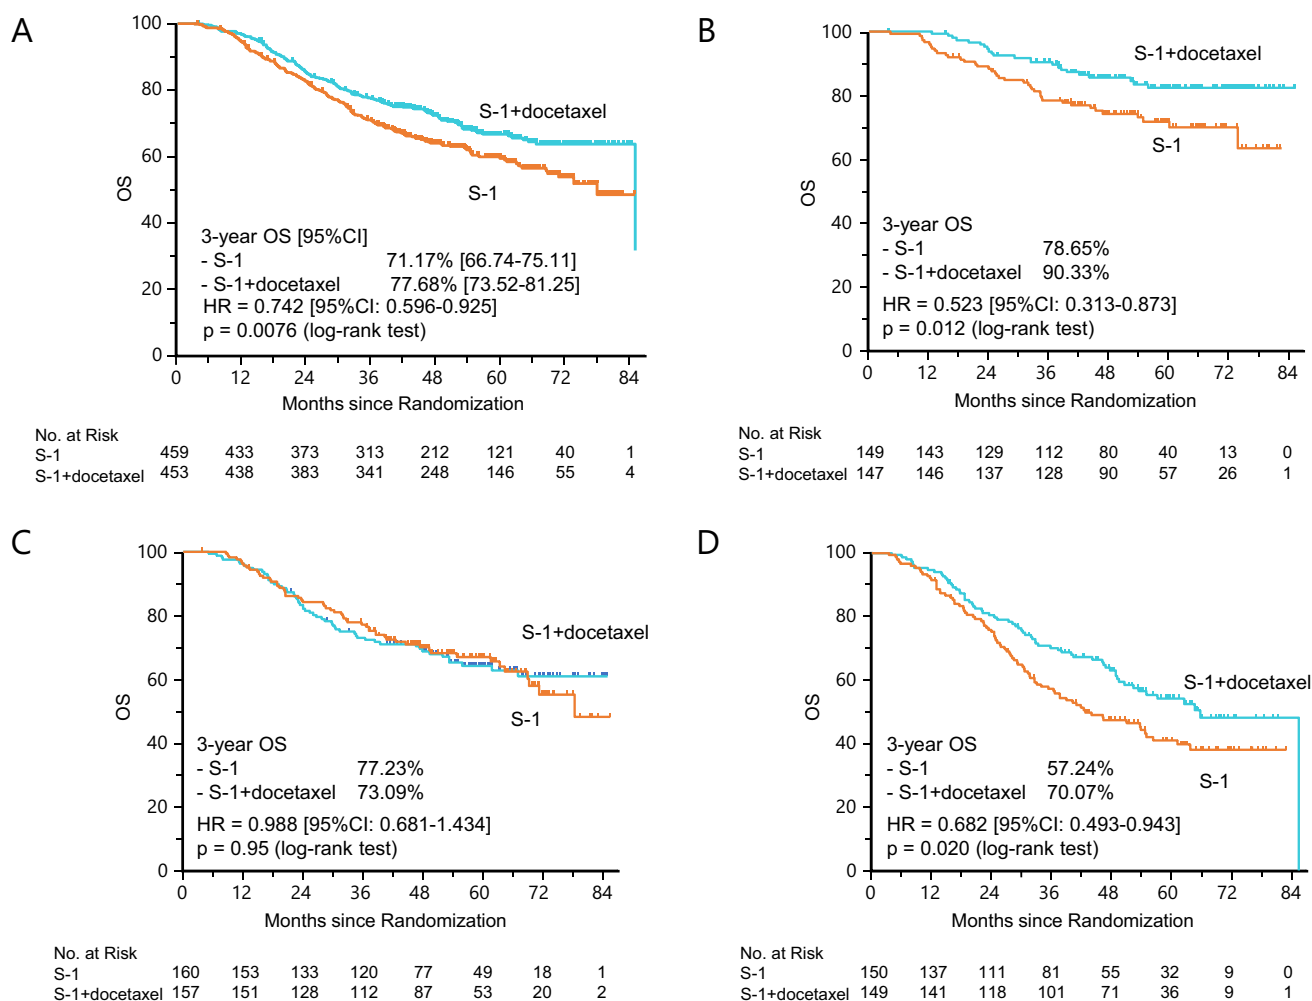 A
100
80
60
40
20
0
OS
S-1+docetaxel
S-1
3-year OS [95%CI]
- S-1 71.17% [66.74-75.11]
- S-1+docetaxel 77.68% [73.52-81.25]
HR = 0.742 [95%CI: 0.596-0.925]
p = 0.0076 (log-rank test)
0 12 24 36 48 60 72 84
Months since Randomization
No. at Risk
S-1 459 433 373 313 212 121 40 1
S-1+docetaxel 453 438 383 341 248 146 55 4
B
100
80
60
40
20
0
OS
S-1+docetaxel
S-1
3-year OS
- S-1 78.65%
- S-1+docetaxel 90.33%
HR = 0.523 [95%CI: 0.313-0.873]
p = 0.012 (log-rank test)
0 12 24 36 48 60 72 84
Months since Randomization
No. at Risk
S-1 149 143 129 112 80 40 13 0
S-1+docetaxel 147 146 137 128 90 57 26 1
C
100
80
60
40
20
0
OS
S-1+docetaxel
S-1
3-year OS
- S-1 77.23%
- S-1+docetaxel 73.09%
HR = 0.988 [95%CI: 0.681-1.434]
p = 0.95 (log-rank test)
0 12 24 36 48 60 72 84
Months since Randomization
No. at Risk
S-1 160 153 133 120 77 49 18 1
S-1+docetaxel 157 151 128 112 87 53 20 2
D
100
80
60
40
20
0
OS
S-1+docetaxel
S-1
3-year OS
- S-1 57.24%
- S-1+docetaxel 70.07%
HR = 0.682 [95%CI: 0.493-0.943]
p = 0.020 (log-rank test)
0 12 24 36 48 60 72 84
Months since Randomization
No. at Risk
S-1 150 137 111 81 55 32 9 0
S-1+docetaxel 149 141 118 101 71 36 9 1